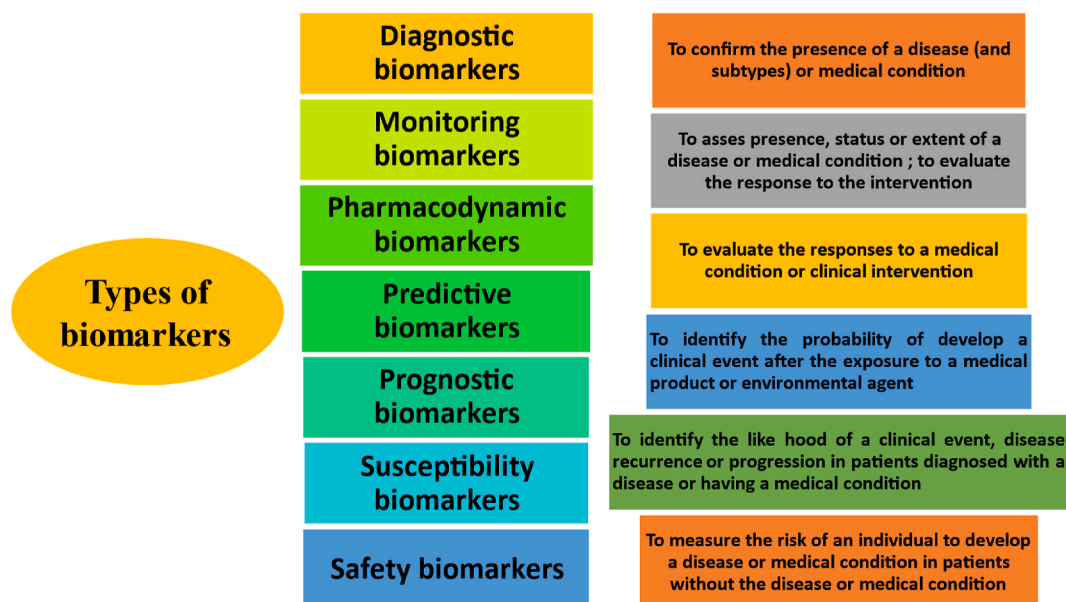 Types of
biomarkers
Diagnostic
biomarkers
To confirm the presence of a disease (and
subtypes) or medical condition
Monitoring
biomarkers
To asses presence, status or extent of a
disease or medical condition ; to evaluate
the response to the intervention
Pharmacodynamic
biomarkers
To evaluate the responses to a medical
condition or clinical intervention
Predictive
biomarkers
To identify the probability of develop a
clinical event after the exposure to a medical
product or environmental agent
Prognostic
biomarkers
To identify the like hood of a clinical event, disease
recurrence or progression in patients diagnosed with a
disease or having a medical condition
Susceptibility
biomarkers
To measure the risk of an individual to develop
a disease or medical condition in patients
without the disease or medical condition
Safety biomarkers